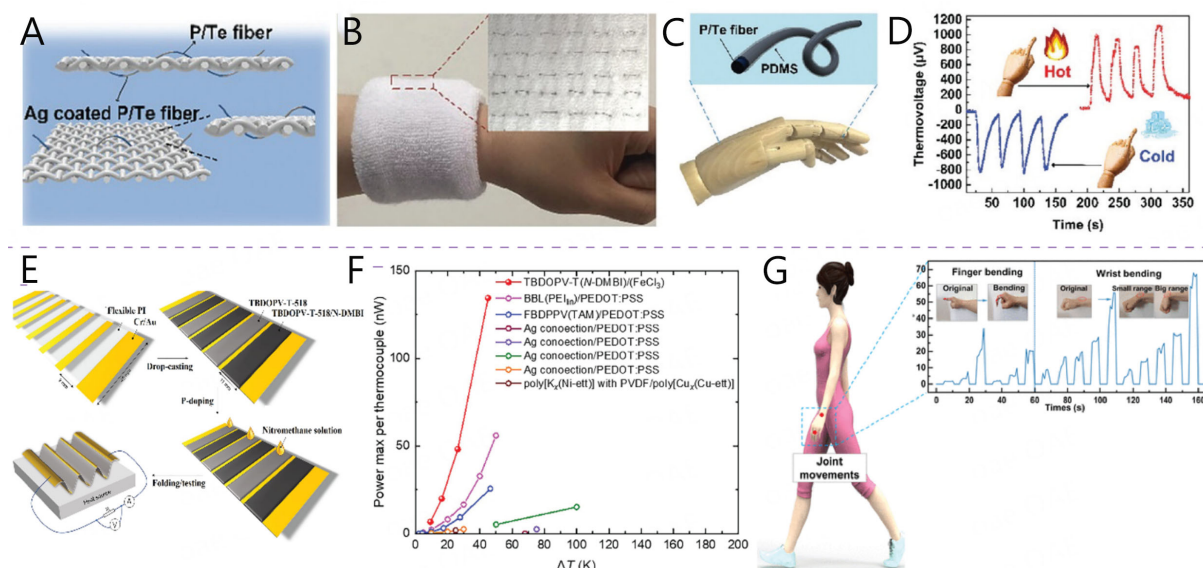 A
P/Te fiber
Ag coated P/Te fiber
B
C
P/Te fiber
PDMS
D
Thermovoltage (µV)
1200
1000
800
600
400
200
0
-200
-400
-600
-800
-1000
Hot
Cold
50 100 150 200 250 300 350
Time (s)
E
Flexible PI
Cr/Au
Drop-casting
TBDOPV-T-518
TBDOPV-T-518/N-DMBI
P-doping
Nitromethane solution
Folding/testing
A
V
F
Power max per thermocouple (nW)
150
125
100
75
50
25
0
TBDOPV-T(N-DMBI)/(FeCl₃)
BBL(PEI_lin)/PEDOT:PSS
FBDPPV(TAM)/PEDOT:PSS
Ag conoection/PEDOT:PSS
Ag conoection/PEDOT:PSS
Ag conoection/PEDOT:PSS
Ag conoection/PEDOT:PSS
poly[Kₓ(Ni-ett)] with PVDF/poly[Cuₓ(Cu-ett)]
0 20 40 60 80 100 120 140 160 180 200
ΔT (K)
G
Joint
movements
70
60
50
40
30
20
10
0
Finger bending
Original
Bending
Wrist bending
Original
Small range
Big range
0 20 40 60 80 100 120 140 160
Times (s)